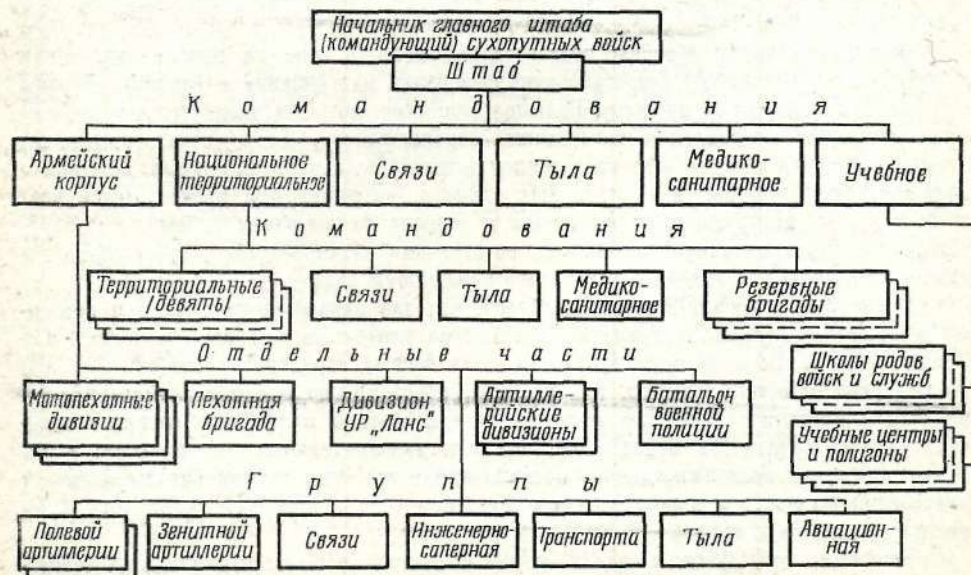 Начальник главного штаба
(командующий) сухопутных войск
Штаб
Командования
Армейский
корпус
Национальное
территориальное
Связи
Тыла
Медико-
санитарное
Учебное
Командования
Территориальные
/девять/
Связи
Тыла
Медико-
санитарное
Резервные
бригады
Отдельные части
Мотопехотные
дивизии
Пехотная
бригада
Дивизион
УР „Ланс"
Артилле-
рийские
дивизионы
Батальон
военной
полиции
Школы родов
войск и служб
Учебные центры
и полигоны
Группы
Полевой
артиллерии
Зенитной
артиллерии
Связи
Инженерно-
саперная
Транспорта
Тыла
Авиацион-
ная